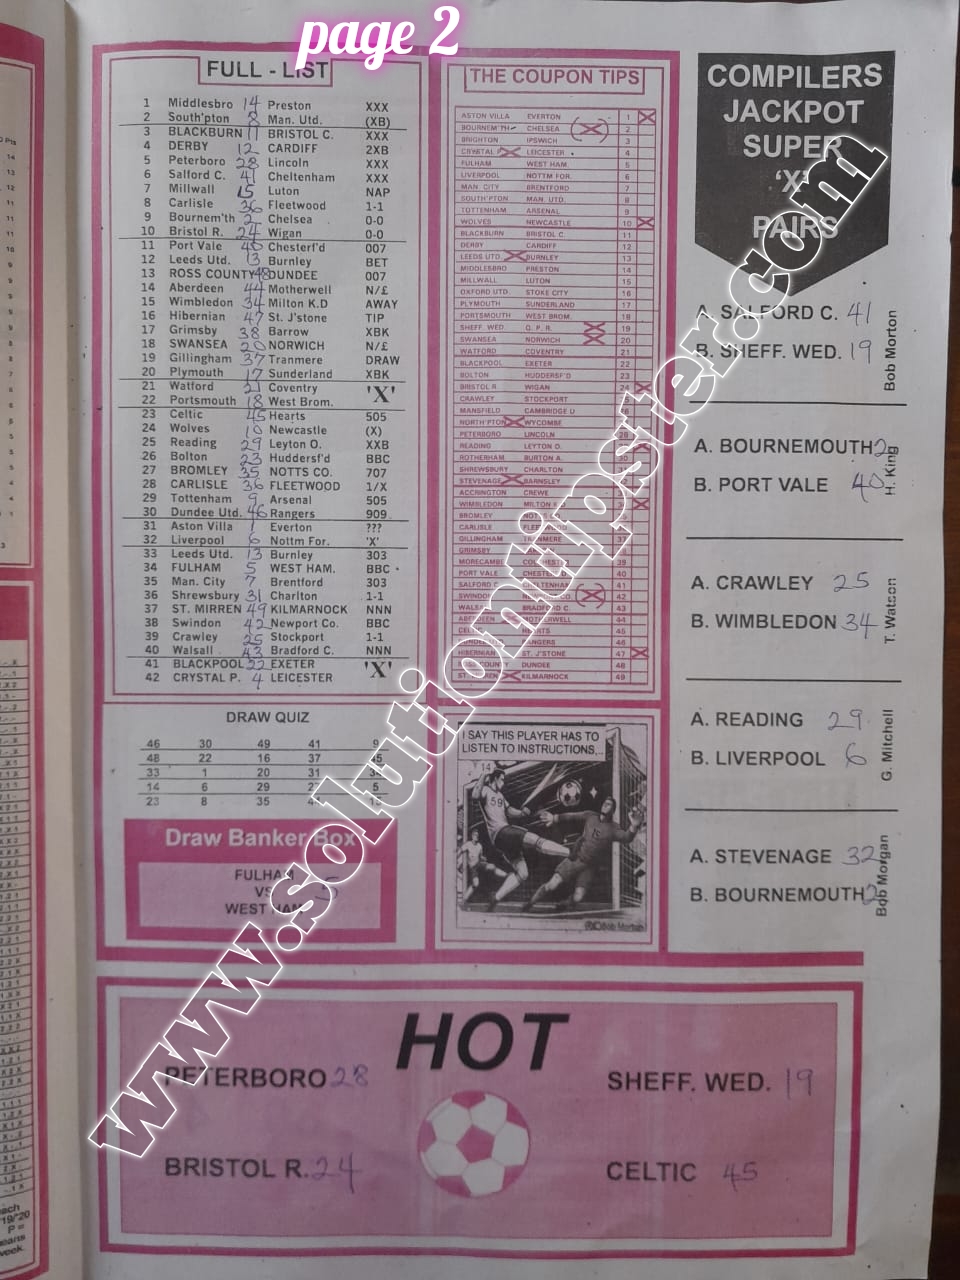 page 2
FULL - LIST
1 Middlesbro 14 Preston XXX
2 South'pton 8 Man. Utd. (XB)
3 BLACKBURN 11 BRISTOL C. XXX
4 DERBY 12 CARDIFF 2XB
5 Peterboro 28 Lincoln XXX
6 Salford C. 41 Cheltenham XXX
7 Millwall 15 Luton NAP
8 Carlisle 36 Fleetwood 1-1
9 Bournem'th 2 Chelsea 0-0
10 Bristol R. 24 Wigan 0-0
11 Port Vale 40 Chesterf'd 007
12 Leeds Utd. 13 Burnley BET
13 ROSS COUNTY 48 DUNDEE 007
14 Aberdeen 44 Motherwell N/£
15 Wimbledon 34 Milton K.D AWAY
16 Hibernian 47 St. J'stone TIP
17 Grimsby 38 Barrow XBK
18 SWANSEA 20 NORWICH N/£
19 Gillingham 37 Tranmere DRAW
20 Plymouth 17 Sunderland XBK
21 Watford 21 Coventry
'X'
22 Portsmouth 18 West Brom.
23 Celtic 45 Hearts 505
24 Wolves 10 Newcastle (X)
25 Reading 29 Leyton O. XXB
26 Bolton 23 Huddersf'd BBC
27 BROMLEY 35 NOTTS CO. 707
28 CARLISLE 36 FLEETWOOD 1/X
29 Tottenham 9 Arsenal 505
30 Dundee Utd. 46 Rangers 909
31 Aston Villa 1 Everton ???
32 Liverpool 6 Nottm For. 'X'
33 Leeds Utd. 13 Burnley 303
34 FULHAM 5 WEST HAM. BBC
35 Man. City 7 Brentford 303
36 Shrewsbury 31 Charlton 1-1
37 ST. MIRREN 49 KILMARNOCK NNN
38 Swindon 42 Newport Co. BBC
39 Crawley 25 Stockport 1-1
40 Walsall 43 Bradford C. NNN
41 BLACKPOOL 22 EXETER 'X'
42 CRYSTAL P. 4 LEICESTER
THE COUPON TIPS
ASTON VILLA EVERTON 1 X
BOURNEM'TH CHELSEA (X) 2
BRIGHTON IPSWICH 3
CRYSTAL P X LEICESTER 4
FULHAM WEST HAM. 5
LIVERPOOL NOTTM FOR. 6
MAN. CITY BRENTFORD 7
SOUTH'PTON MAN. UTD. 8
TOTTENHAM ARSENAL 9
WOLVES NEWCASTLE 10 X
BLACKBURN BRISTOL C. 11
DERBY CARDIFF 12
LEEDS UTD. X BURNLEY 13
MIDDLESBRO PRESTON 14
MILLWALL LUTON 15
OXFORD UTD. STOKE CITY 16
PLYMOUTH SUNDERLAND 17
PORTSMOUTH WEST BROM. 18
SHEFF. WED. Q.P.R. X 19
SWANSEA NORWICH X 20
WATFORD COVENTRY 21
BLACKPOOL EXETER 22
BOLTON HUDDERSF'D 23
BRISTOL R. WIGAN 24 X
CRAWLEY STOCKPORT
MANSFIELD CAMBRIDGE U
NORTH'PTON X WYCOMBE
PETERBORO LINCOLN
READING LEYTON O.
ROTHERHAM BURTON A. 30
SHREWSBURY CHARLTON
STEVENAGE X BARNSLEY
ACCRINGTON CREWE
WIMBLEDON MILTON X
BROMLEY
CARLISLE
GILLINGHAM TRANMERE 37
GRIMSBY
MORECAMBE 39
PORT VALE 40
SALFORD C. CHELTENHAM 41
SWINDON (X) 42
BRADFORD C. 43
MOTHERWELL 44
HEARTS 45
RANGERS 46
HIBERNIAN ST. J'STONE 47 X
DUNDEE 48
X KILMARNOCK 49
COMPILERS
JACKPOT
SUPER
'X'
PAIRS
A. SALFORD C. 41
B. SHEFF. WED. 19
Bob Morton
A. BOURNEMOUTH 2
B. PORT VALE 40
H. King
A. CRAWLEY 25
B. WIMBLEDON 34
T. Watson
A. READING 29
B. LIVERPOOL 6
G. Mitchell
A. STEVENAGE 32
B. BOURNEMOUTH 2
Bob Morgan
DRAW QUIZ
46 30 49 41 9
48 22 16 37
33 1 20 31
14 6 29 5
23 8 35
Draw Banker Box
FULHAM
VS 5
WEST HAM
I SAY THIS PLAYER HAS TO
LISTEN TO INSTRUCTIONS,..
14
59
©Bob Morton
HOT
PETERBORO 28
SHEFF. WED. 19
BRISTOL R. 24
CELTIC 45
www.solutiontipster.com